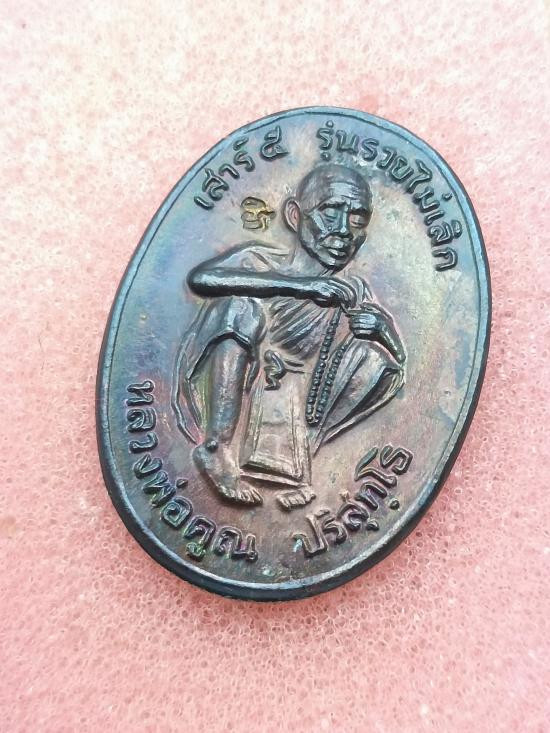 เสาร์ ๕ รุ่นรวยไม่เลิก
หลวงพ่อคูณ ปริสุทฺโธ